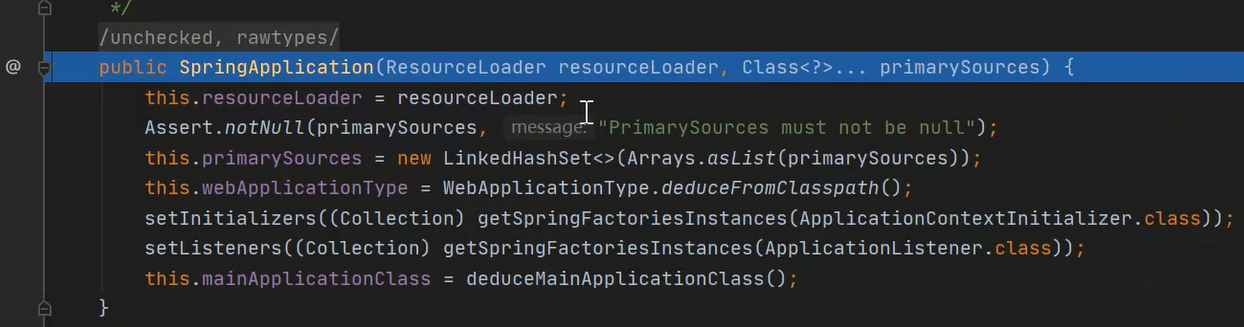 */
/unchecked, rawtypes/
@
public SpringApplication(ResourceLoader resourceLoader, Class<?>... primarySources) {
this.resourceLoader = resourceLoader;
Assert.notNull(primarySources, message: "PrimarySources must not be null");
this.primarySources = new LinkedHashSet<>(Arrays.asList(primarySources));
this.webApplicationType = WebApplicationType.deduceFromClasspath();
setInitializers((Collection) getSpringFactoriesInstances(ApplicationContextInitializer.class));
setListeners((Collection) getSpringFactoriesInstances(ApplicationListener.class));
this.mainApplicationClass = deduceMainApplicationClass();
}